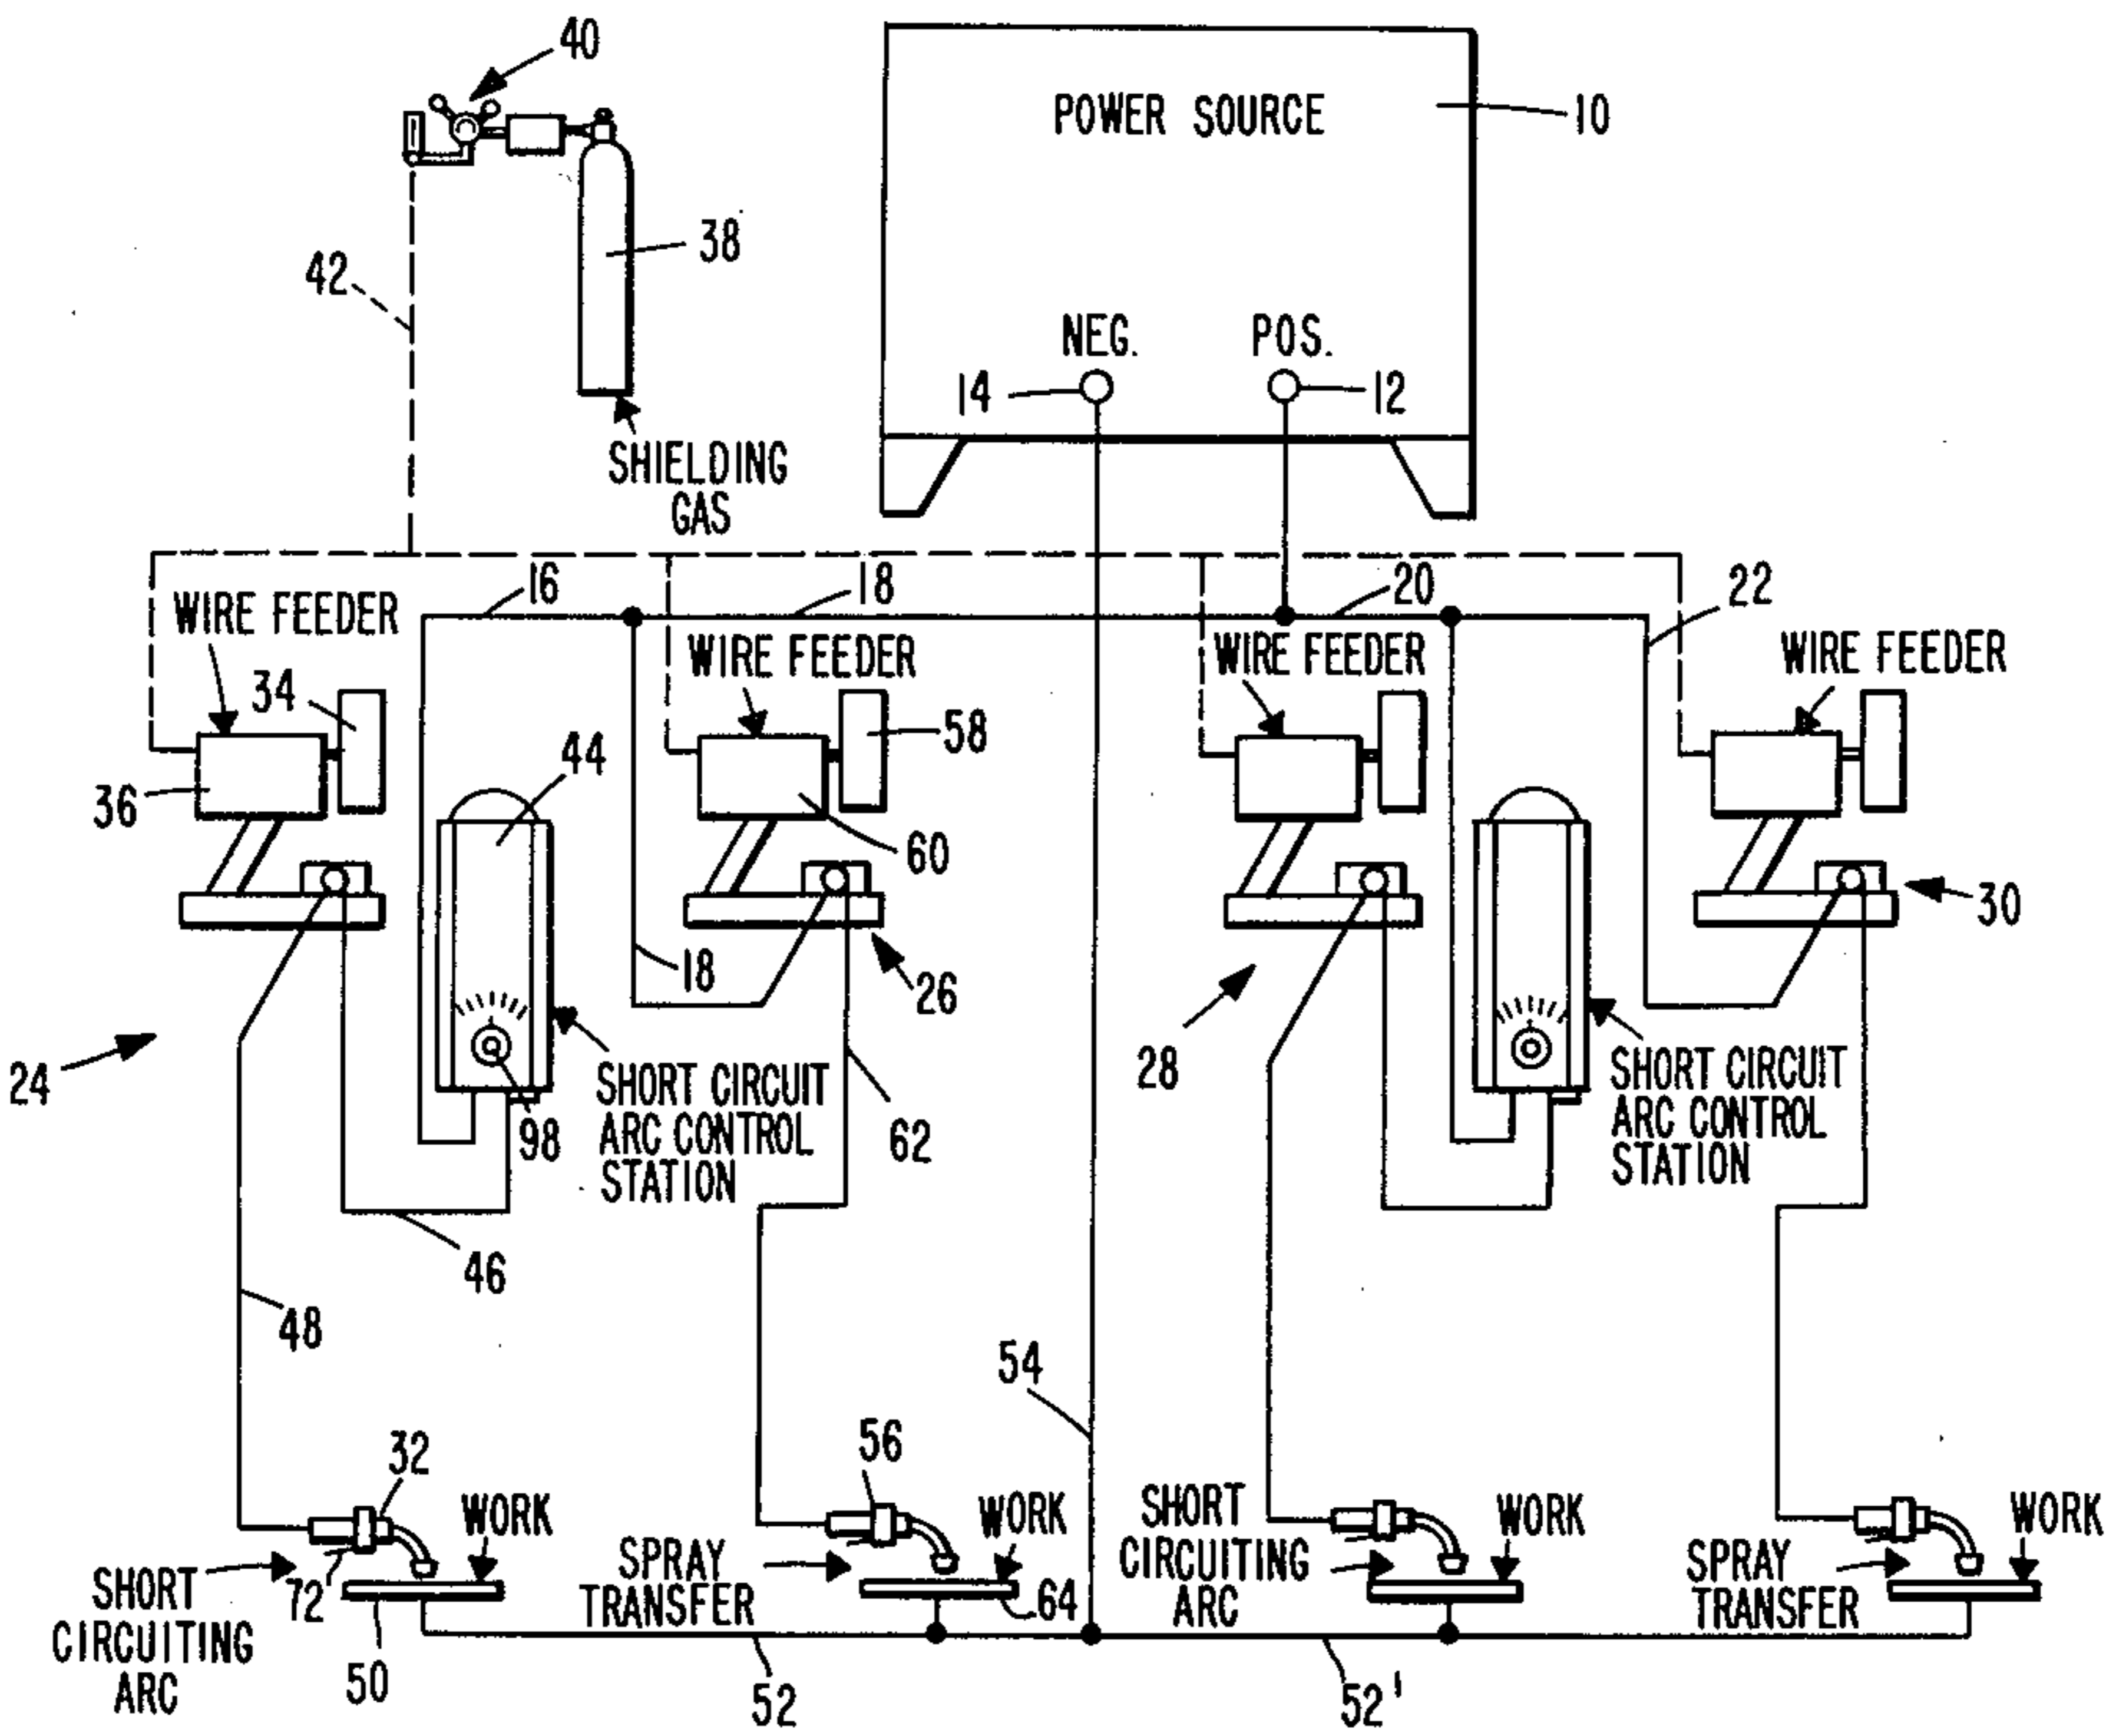 40
POWER SOURCE
10
38
42
NEG.
POS.
14
12
SHIELDING
GAS
16
18
20
22
WIRE FEEDER
WIRE FEEDER
WIRE FEEDER
WIRE FEEDER
34
58
44
36
60
30
18
26
28
24
98
SHORT CIRCUIT
ARC CONTROL
STATION
62
SHORT CIRCUIT
ARC CONTROL
STATION
46
48
54
32
56
WORK
WORK
WORK
WORK
SHORT
CIRCUITING
ARC
72
50
SPRAY
TRANSFER
64
SHORT
CIRCUITING
ARC
SPRAY
TRANSFER
52
52'